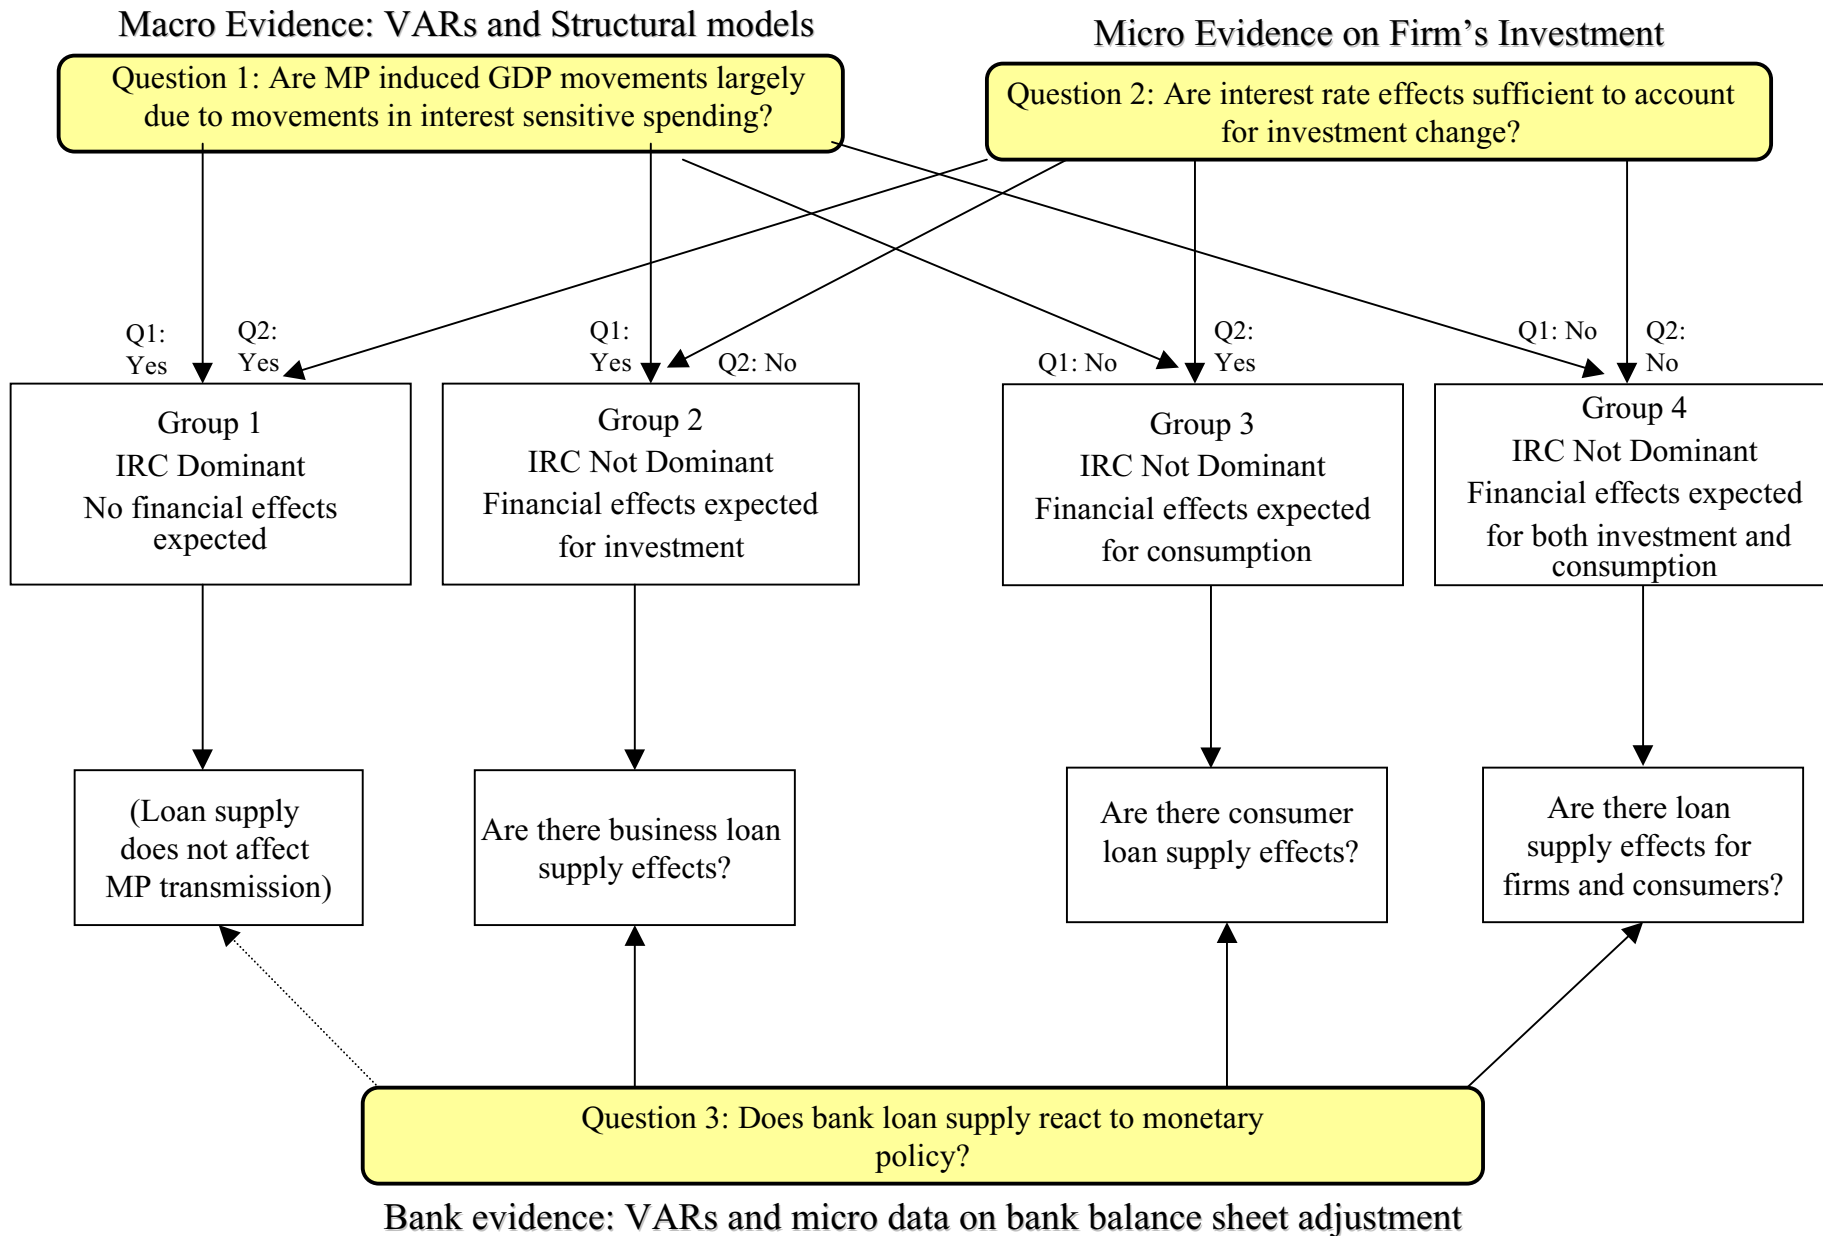 Macro Evidence: VARs and Structural models
Micro Evidence on Firm's Investment
Question 1: Are MP induced GDP movements largely
due to movements in interest sensitive spending?
Question 2: Are interest rate effects sufficient to account
for investment change?
Q1:
Yes
Q2:
Yes
Q1:
Yes
Q2: No
Q1: No
Q2:
Yes
Q1: No
Q2:
No
Group 1
IRC Dominant
No financial effects
expected
Group 2
IRC Not Dominant
Financial effects expected
for investment
Group 3
IRC Not Dominant
Financial effects expected
for consumption
Group 4
IRC Not Dominant
Financial effects expected
for both investment and
consumption
(Loan supply
does not affect
MP transmission)
Are there business loan
supply effects?
Are there consumer
loan supply effects?
Are there loan
supply effects for
firms and consumers?
Question 3: Does bank loan supply react to monetary
policy?
Bank evidence: VARs and micro data on bank balance sheet adjustment